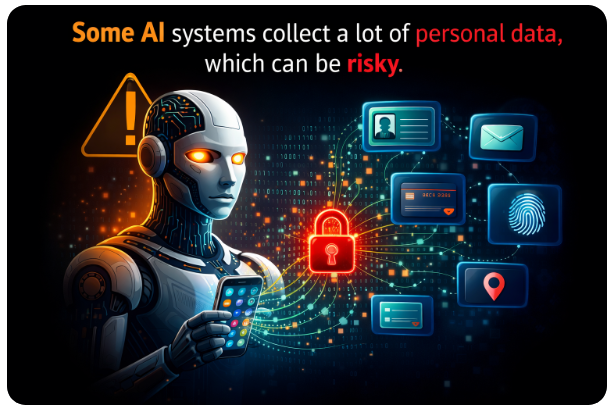 Some AI systems collect a lot of personal data,
which can be risky.